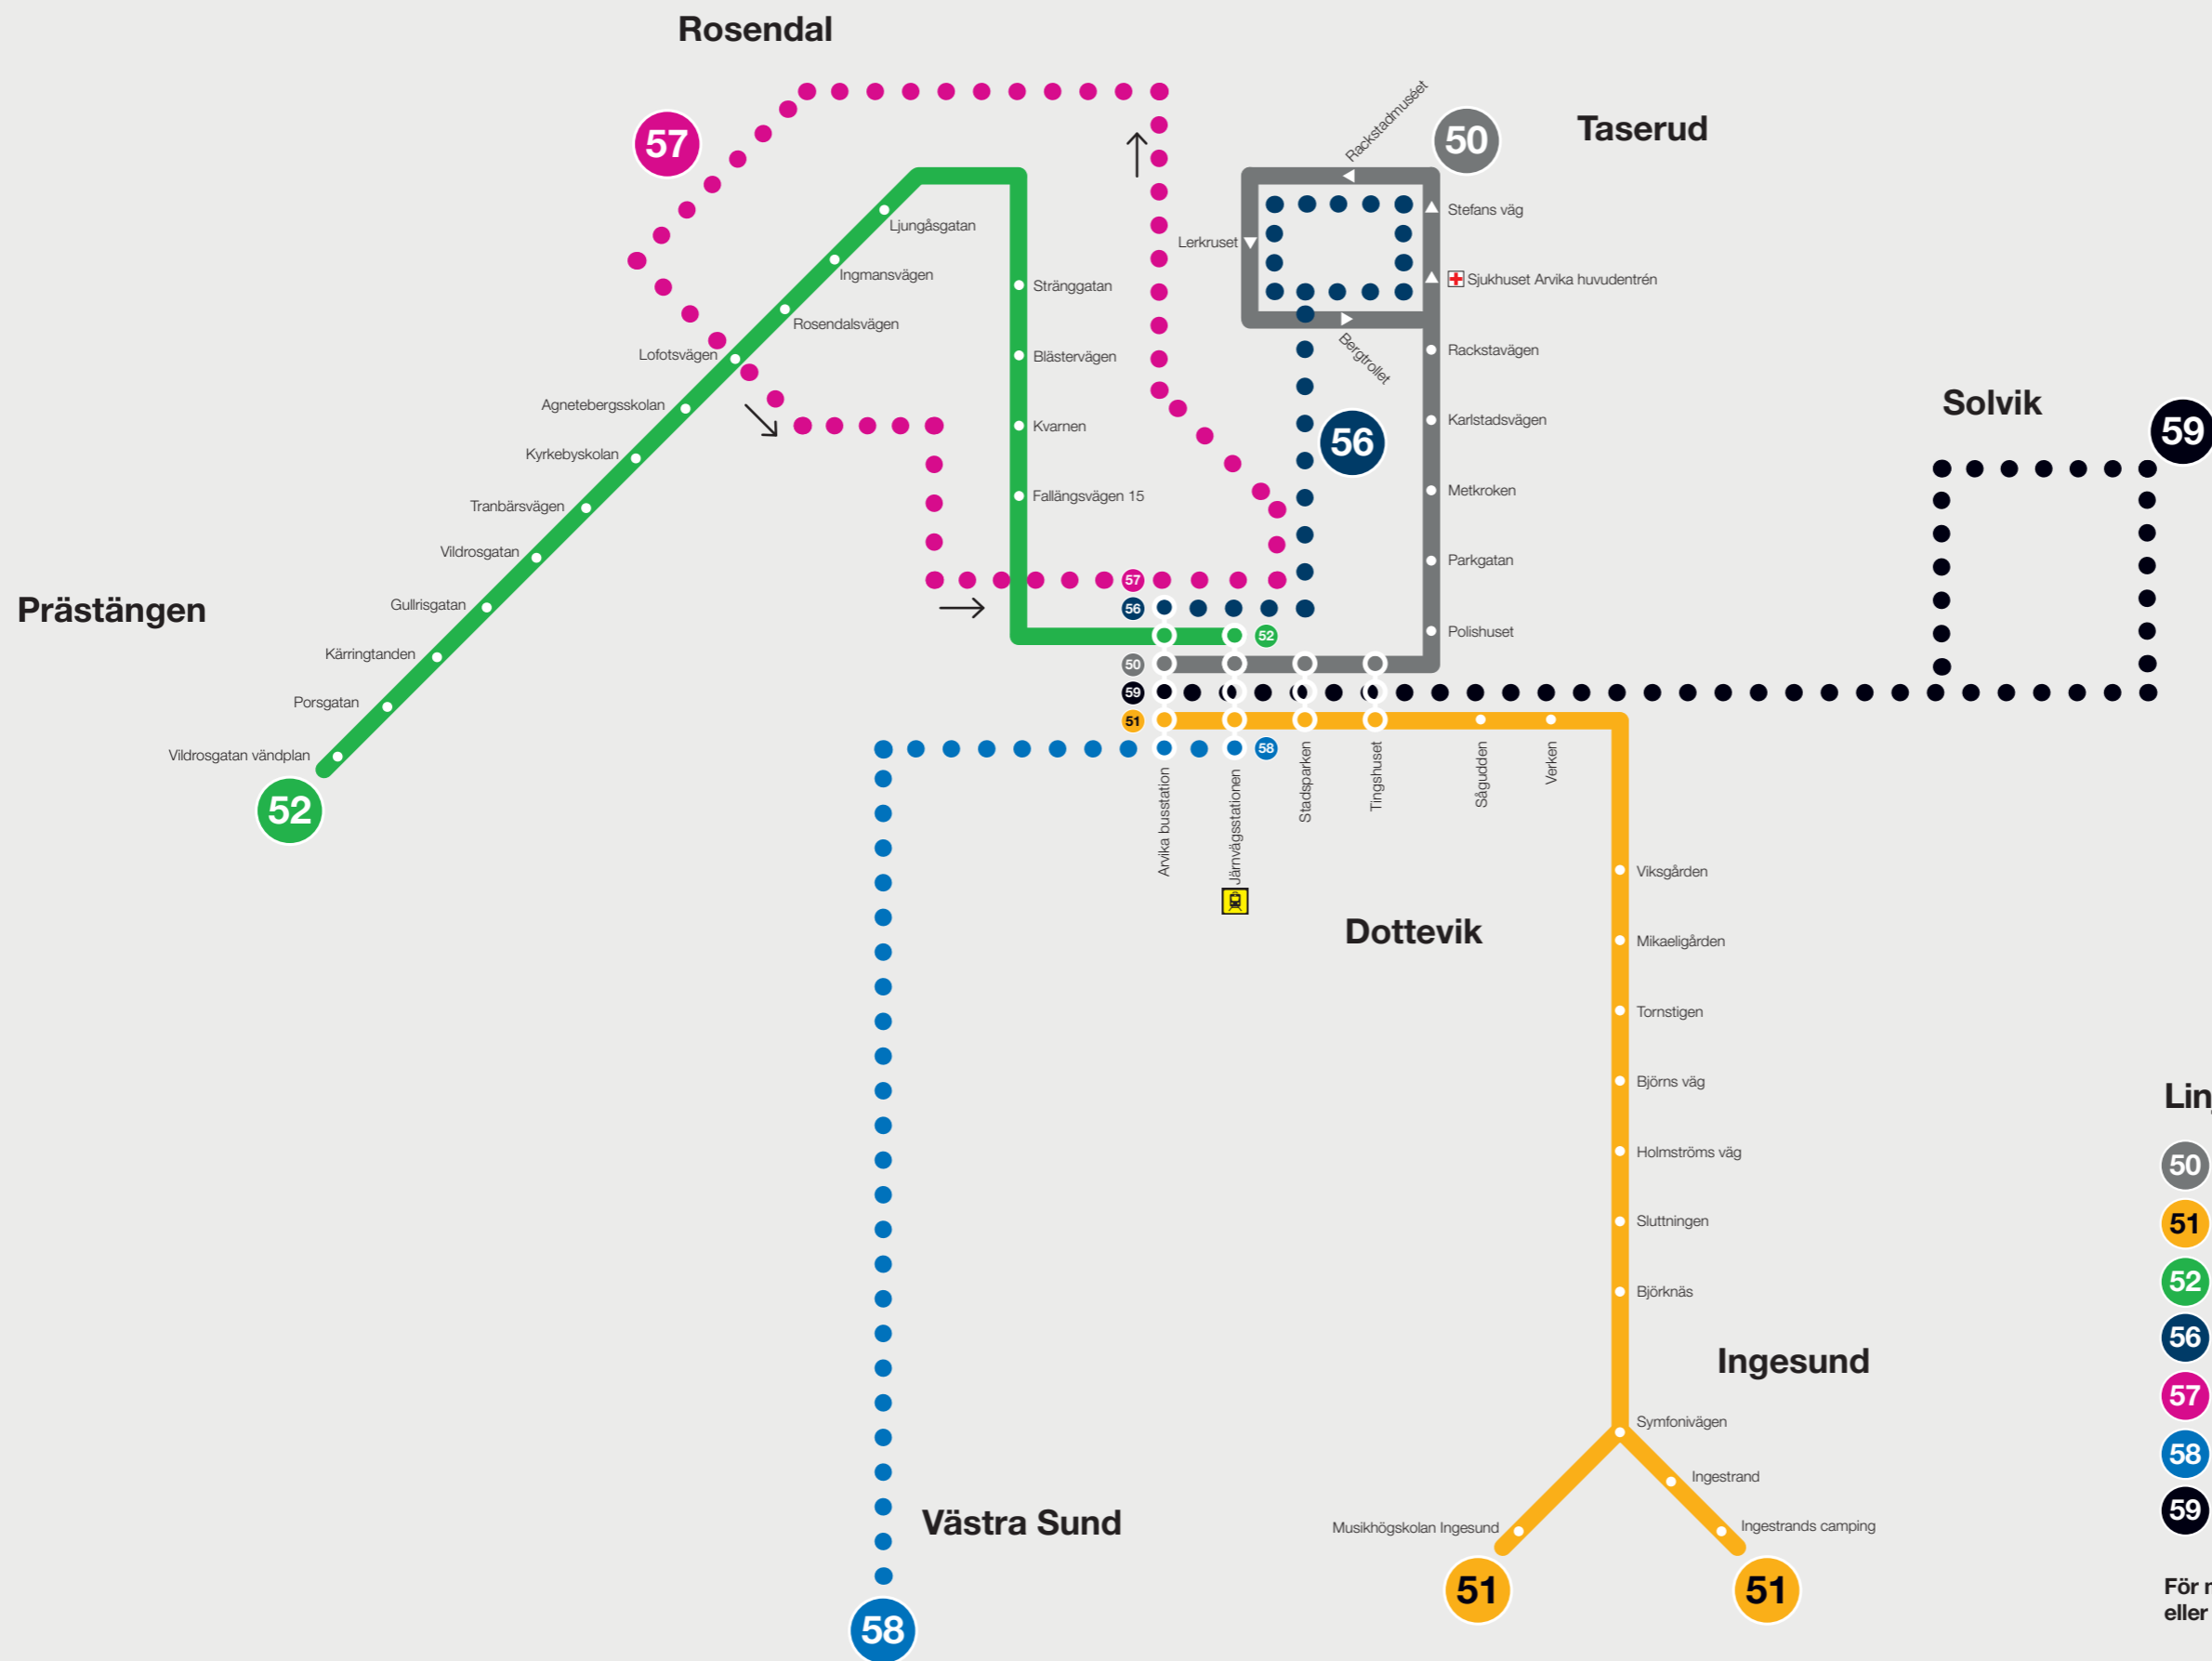 Rosendal
57
50
Taserud
Rackstadmuséet
Stefans väg
Ljungåsgatan
Lerkruset
Ingmansvägen
Sjukhuset Arvika huvudentrén
Stränggatan
Rosendalsvägen
Bergtrollet
Rackstavägen
Lofotsvägen
Blästervägen
Solvik
59
Agnetebergsskolan
Kvarnen
56
Karlstadsvägen
Kyrkebyskolan
Metkroken
Fallängsvägen 15
Tranbärsvägen
Vildrosgatan
Parkgatan
57
Prästängen
Gullrisgatan
56
52
Polishuset
Kärringtanden
50
59
Porsgatan
51
Vildrosgatan vändplan
58
52
Arvika busstation
Järnvägsstationen
Stadsparken
Tingshuset
Sågudden
Verken
Viksgården
Dottevik
Mikaeligården
Tornstigen
Björns väg
Holmströms väg
Sluttningen
Björknäs
Ingesund
Symfonivägen
Ingestrand
Västra Sund
Musikhögskolan Ingesund
Ingestrands camping
51
51
58
50
51
52
56
57
58
59
För
eller